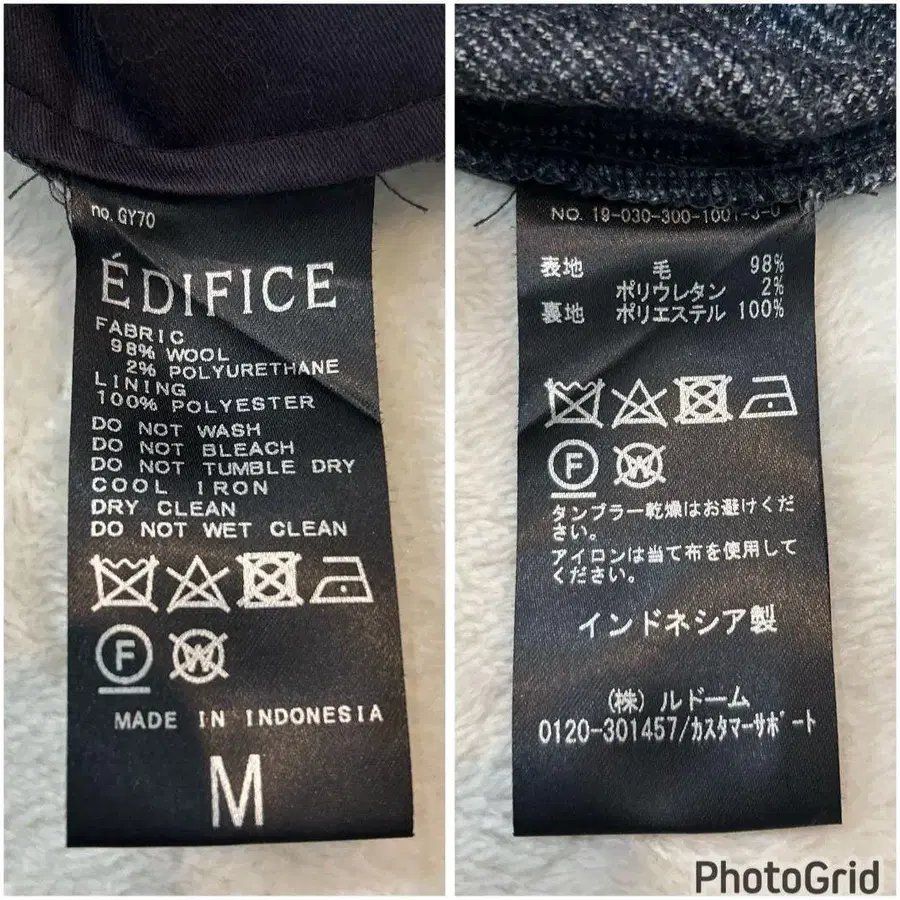 no. GY70
ÉDIFICE
FABRIC
98% WOOL
2% POLYURETHANE
LINING
100% POLYESTER
DO NOT WASH
DO NOT BLEACH
DO NOT TUMBLE DRY
COOL IRON
DRY CLEAN
DO NOT WET CLEAN
F W
MADE IN INDONESIA
M
NO. 19-030-300-1001-3-0
表地 毛 98%
ポリウレタン 2%
裏地 ポリエステル 100%
F W
タンブラー乾燥はお避けくだ
さい。
アイロンは当て布を使用して
ください。
インドネシア製
(株)ルドーム
0120-301457/カスタマーサポート
PhotoGrid